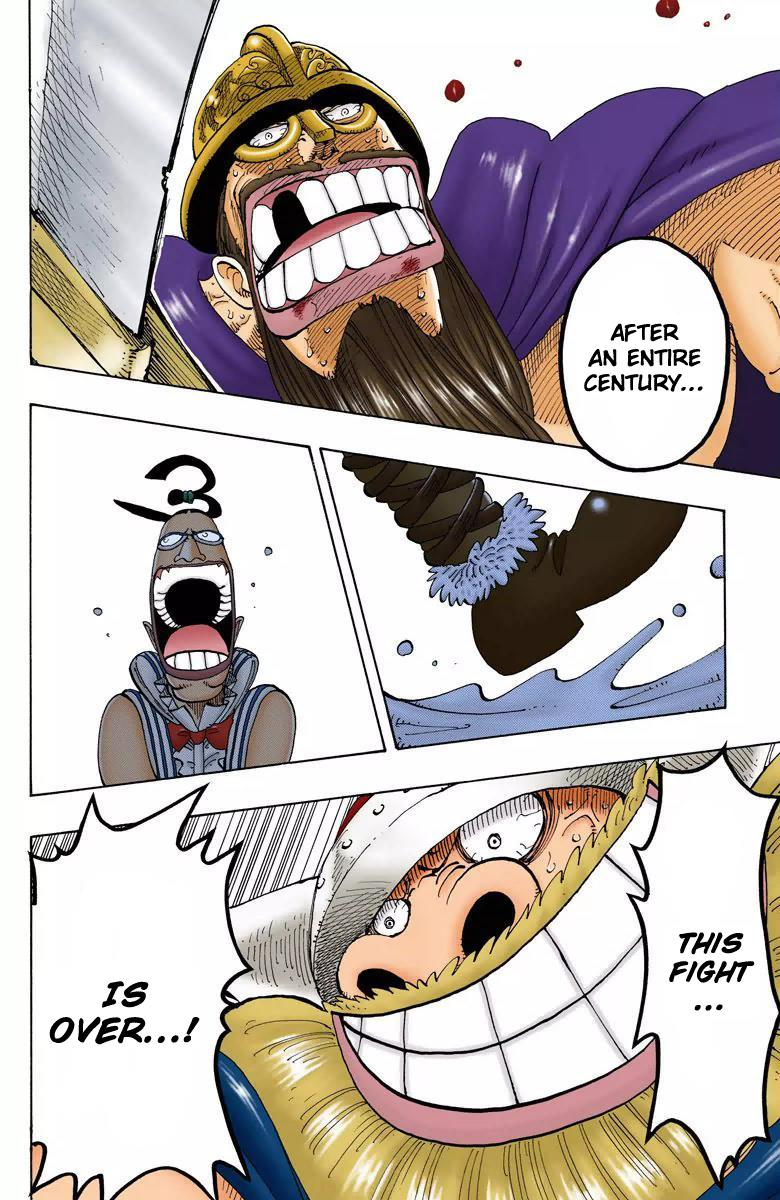 AFTER
AN ENTIRE
CENTURY...
THIS
FIGHT
...
IS
OVER...!